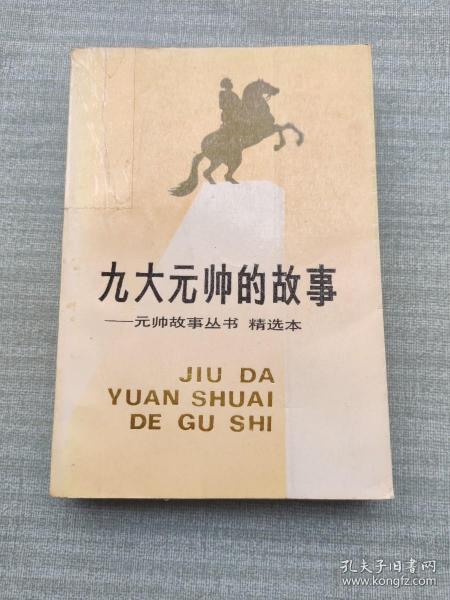 九大元帅的故事
——元帅故事丛书 精选本
JIU DA
YUAN SHUAI
DE GU SHI
孔夫子旧书网
www.kongfz.com